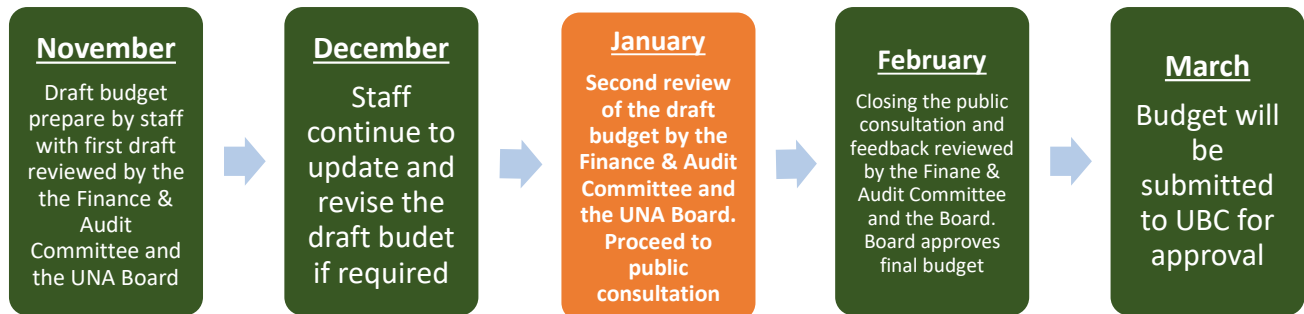 November
Draft budget
prepare by staff
with first draft
reviewed by the
the Finance &
Audit
Committee and
the UNA Board
December
Staff
continue to
update and
revise the
draft budet
if required
January
Second review
of the draft
budget by the
Finance & Audit
Committee and
the UNA Board.
Proceed to
public
consultation
February
Closing the public
consultation and
feedback reviewed
by the Finane &
Audit Committee
and the Board.
Board approves
final budget
March
Budget will
be
submitted
to UBC for
approval